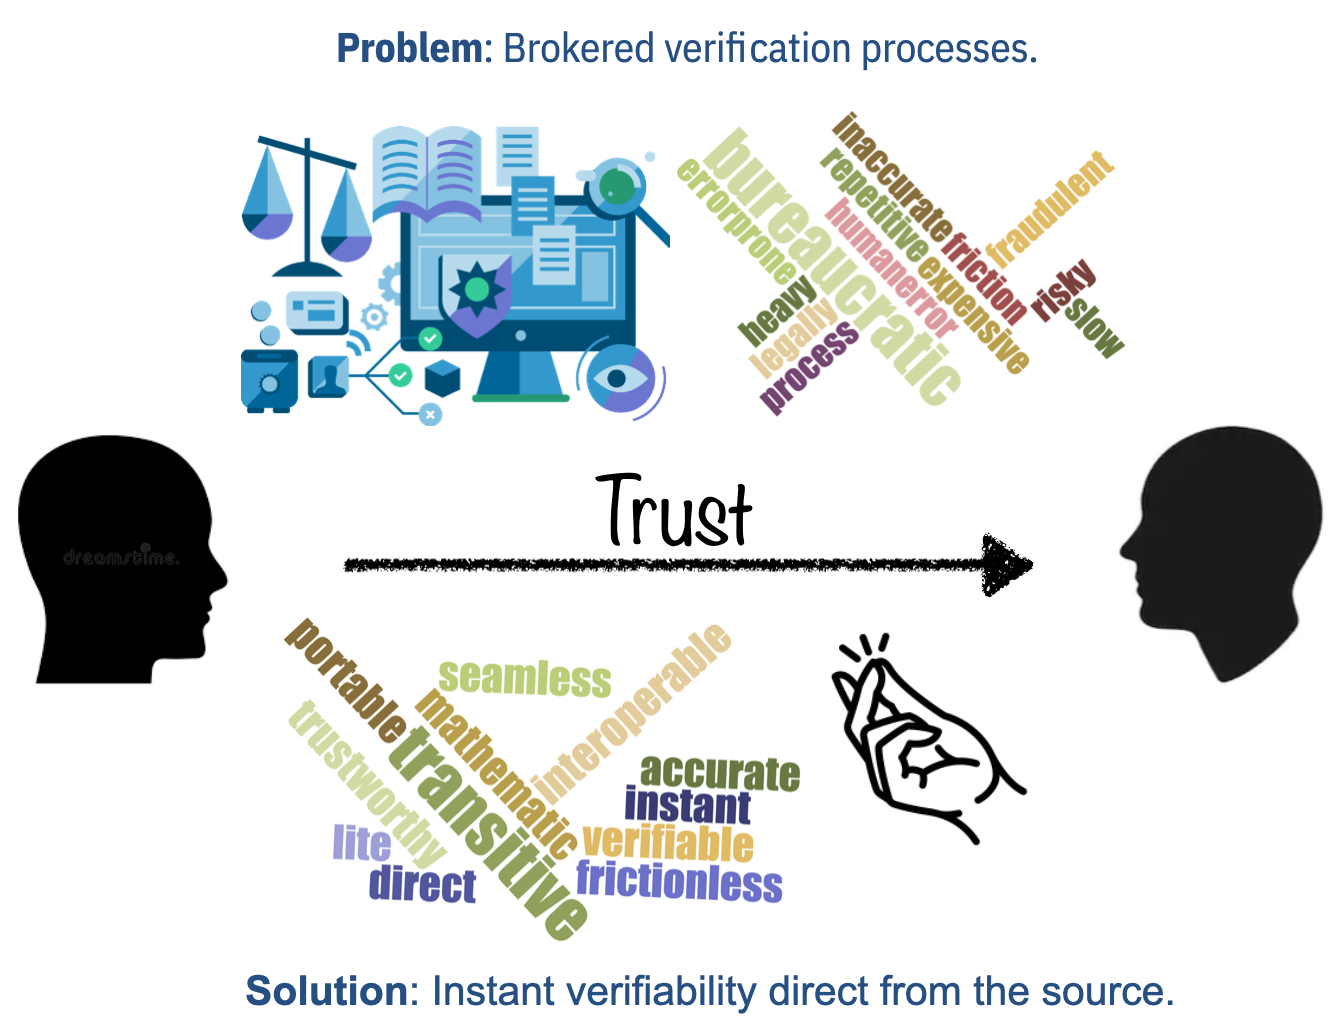 Problem: Brokered verification processes.
inaccurate
repetitive
bureaucratic
errorprone
humanerror
fraudulent
friction
expensive
risky
slow
heavy
legally
process
Trust
dreamstime.
portable
seamless
interoperable
mathematic
trustworthy
transitive
accurate
instant
verifiable
frictionless
lite
direct
Solution: Instant verifiability direct from the source.